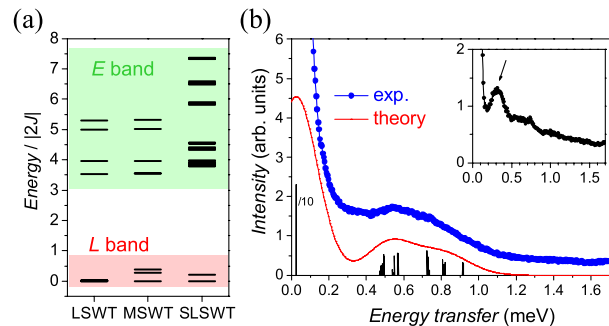 (a)
Energy / |2J|
8
7
6
5
4
3
2
1
0
E band
L band
LSWT MSWT SLSWT
(b)
Intensity (arb. units)
6
5
4
3
2
1
0
exp.
theory
/10
0.0 0.2 0.4 0.6 0.8 1.0 1.2 1.4 1.6
Energy transfer (meV)
2
1
0
0.0 0.5 1.0 1.5